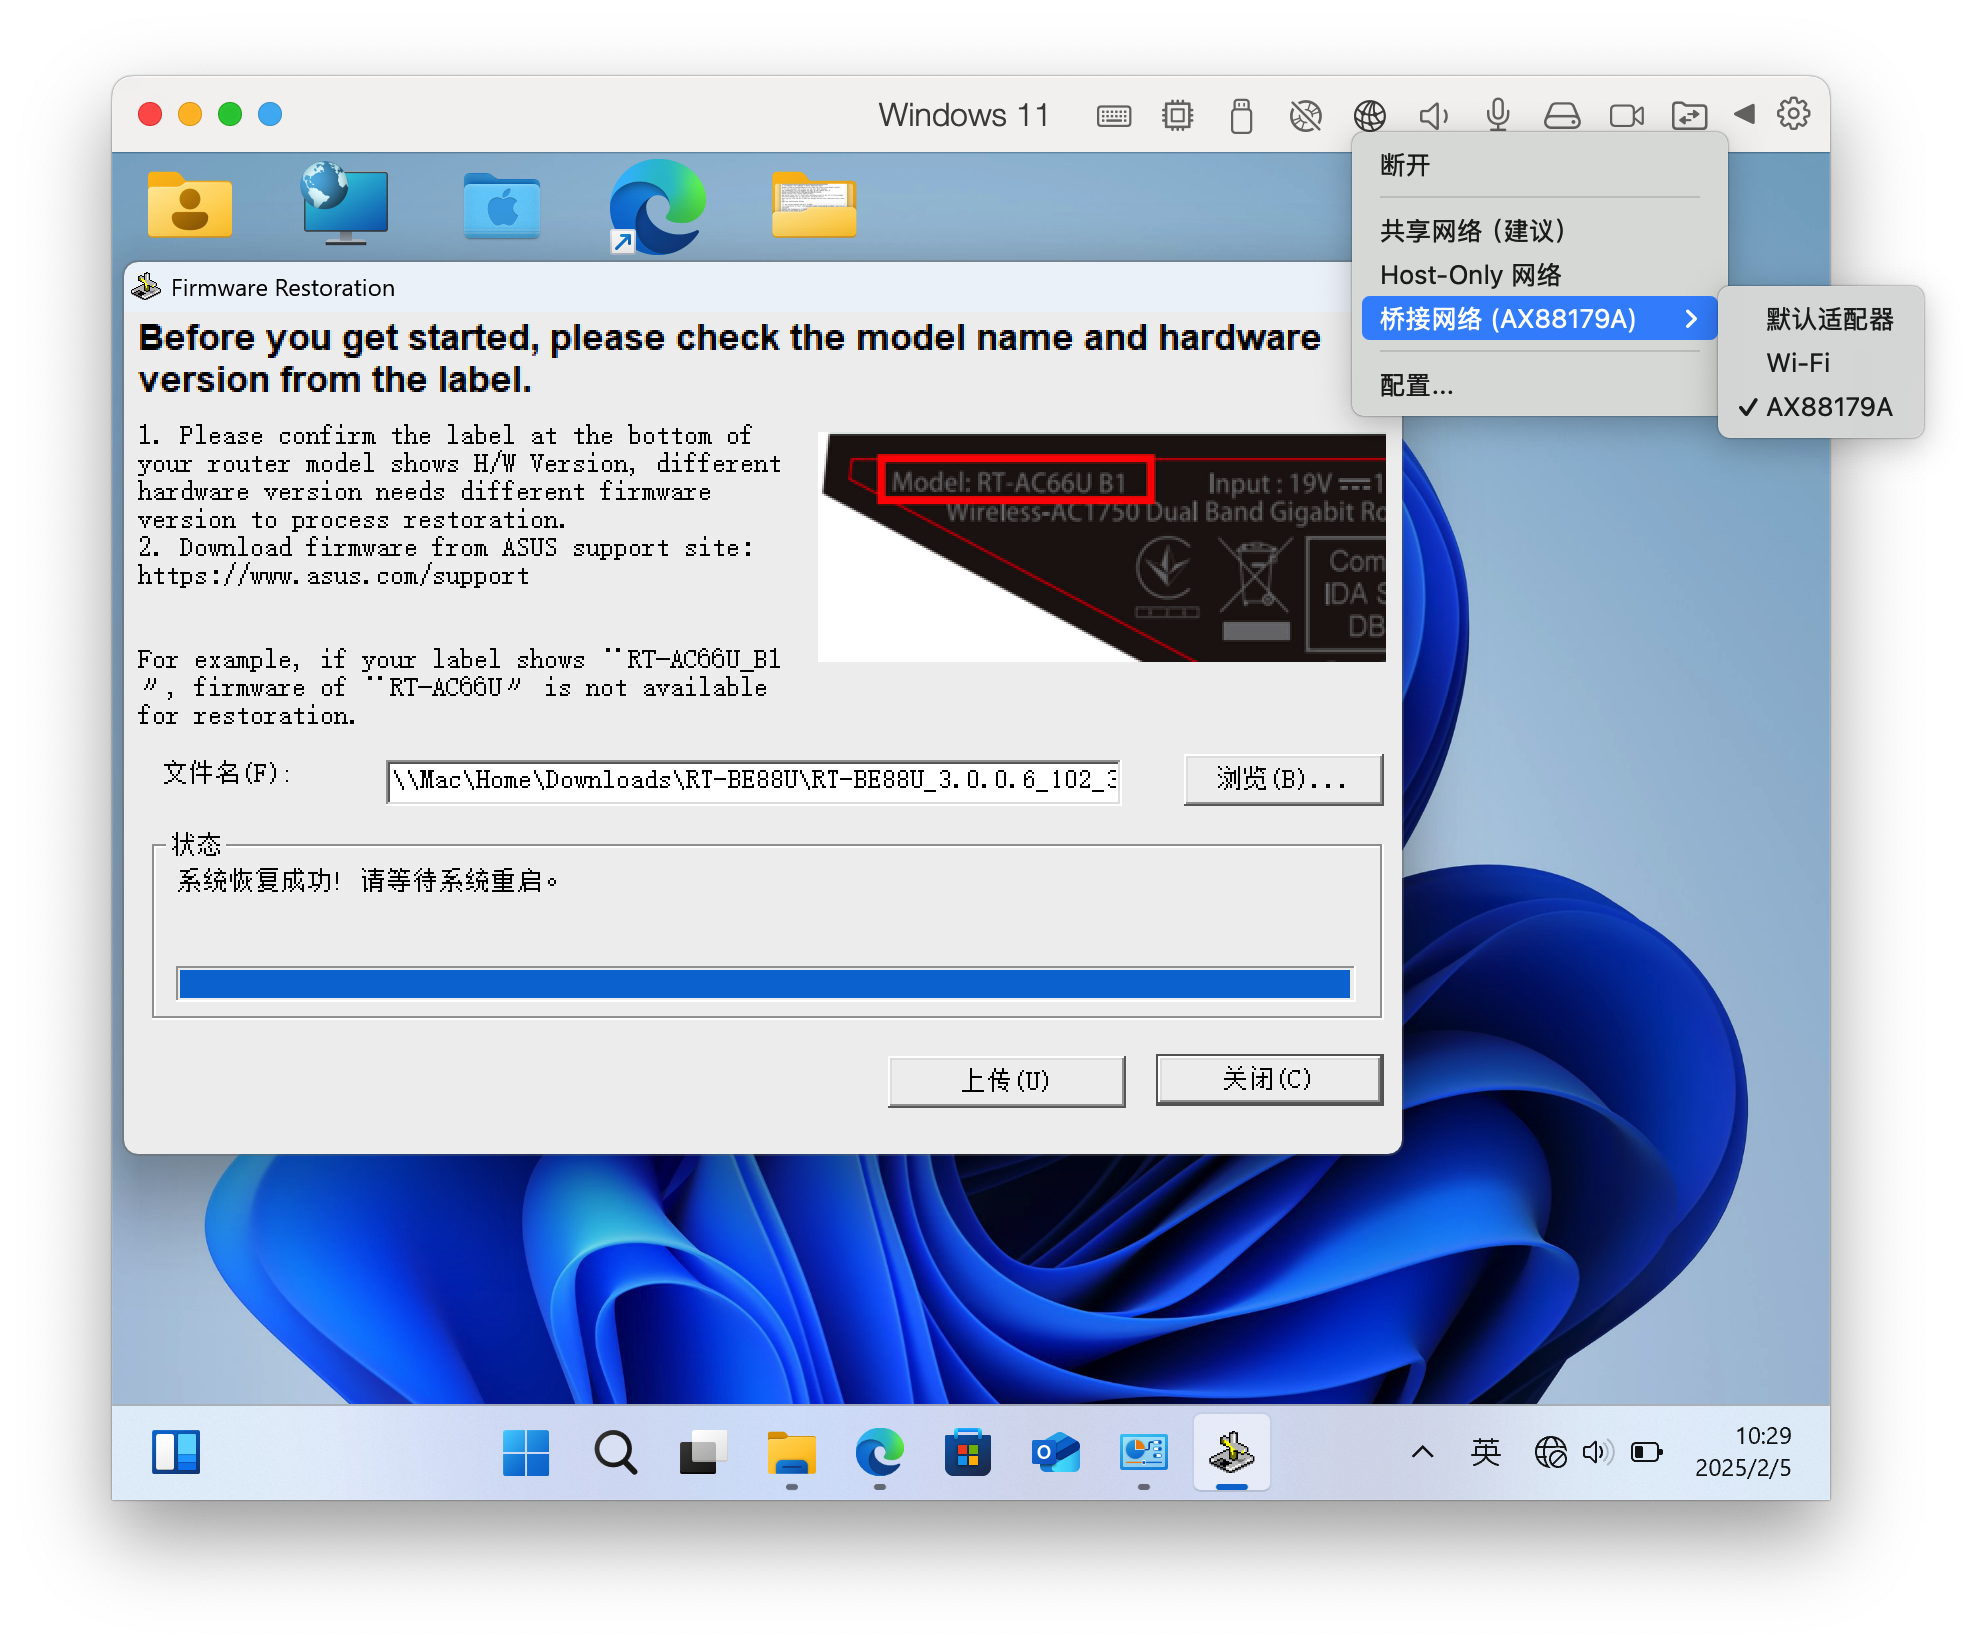 Windows 11
断开
共享网络（建议）
Host-Only 网络
桥接网络 (AX88179A)
配置...
默认适配器
Wi-Fi
AX88179A
Firmware Restoration
Before you get started, please check the model name and hardware
version from the label.
1. Please confirm the label at the bottom of
your router model shows H/W Version, different
hardware version needs different firmware
version to process restoration.
2. Download firmware from ASUS support site:
https://www.asus.com/support
For example, if your label shows ¨RT-AC66U_B1
〃, firmware of ¨RT-AC66U〃 is not available
for restoration.
Model: RT-AC66U B1
Input : 19V
Wireless-AC1750 Dual Band Gigabit Ro
Com
IDA S
DB
文件名(F):
\\Mac\Home\Downloads\RT-BE88U\RT-BE88U_3.0.0.6_102_3
浏览(B)...
状态
系统恢复成功! 请等待系统重启。
上传(U)
关闭(C)
英
10:29
2025/2/5